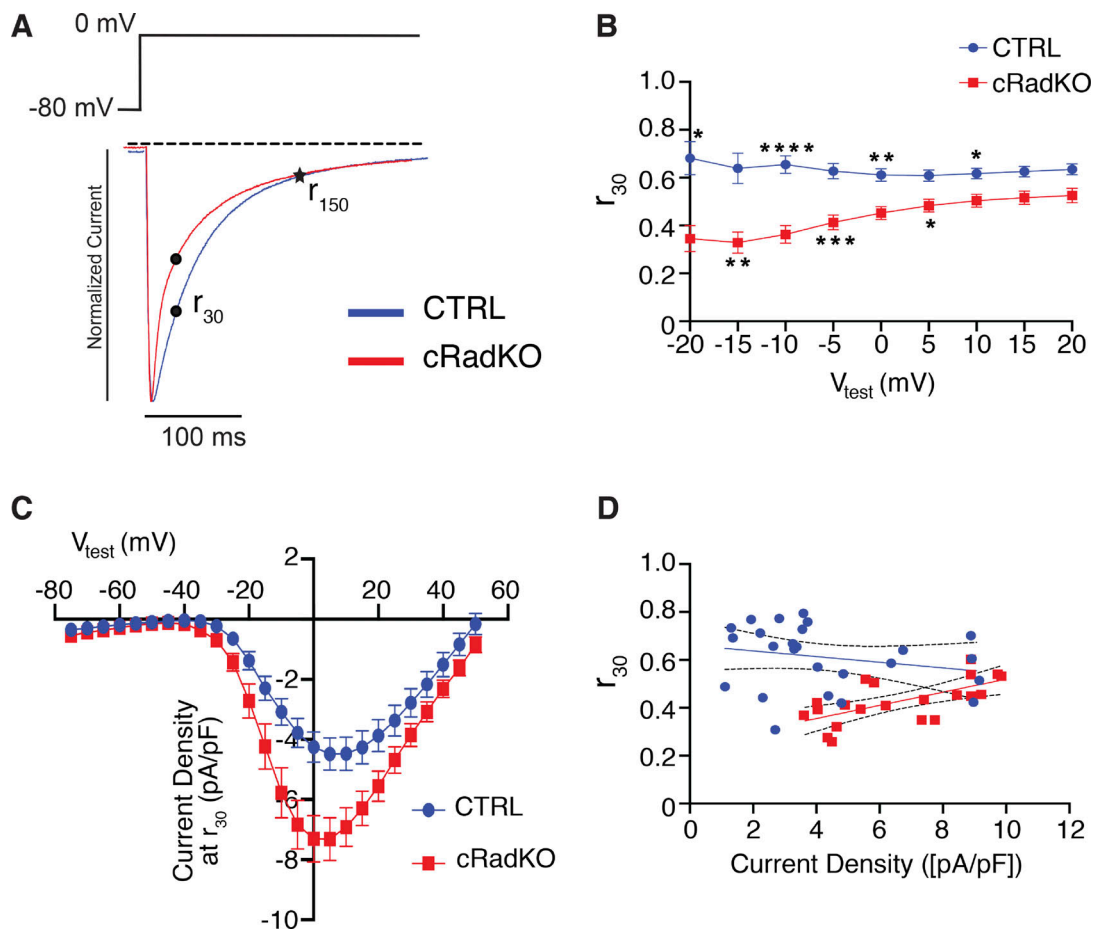 A
0 mV
-80 mV
Normalized Current
r150
r30
CTRL
cRadKO
100 ms
B
CTRL
cRadKO
1.0
0.8
0.6
0.4
0.2
0
r30
*
****
**
*
**
***
*
-20 -15 -10 -5 0 5 10 15 20
Vtest (mV)
C
Vtest (mV)
2
-80 -60 -40 -20 20 40 60
-2
-4
-6
-8
-10
Current Density
at r30 (pA/pF)
CTRL
cRadKO
D
1.0
0.8
0.6
0.4
0.2
0
r30
0 2 4 6 8 10 12
Current Density ([pA/pF])